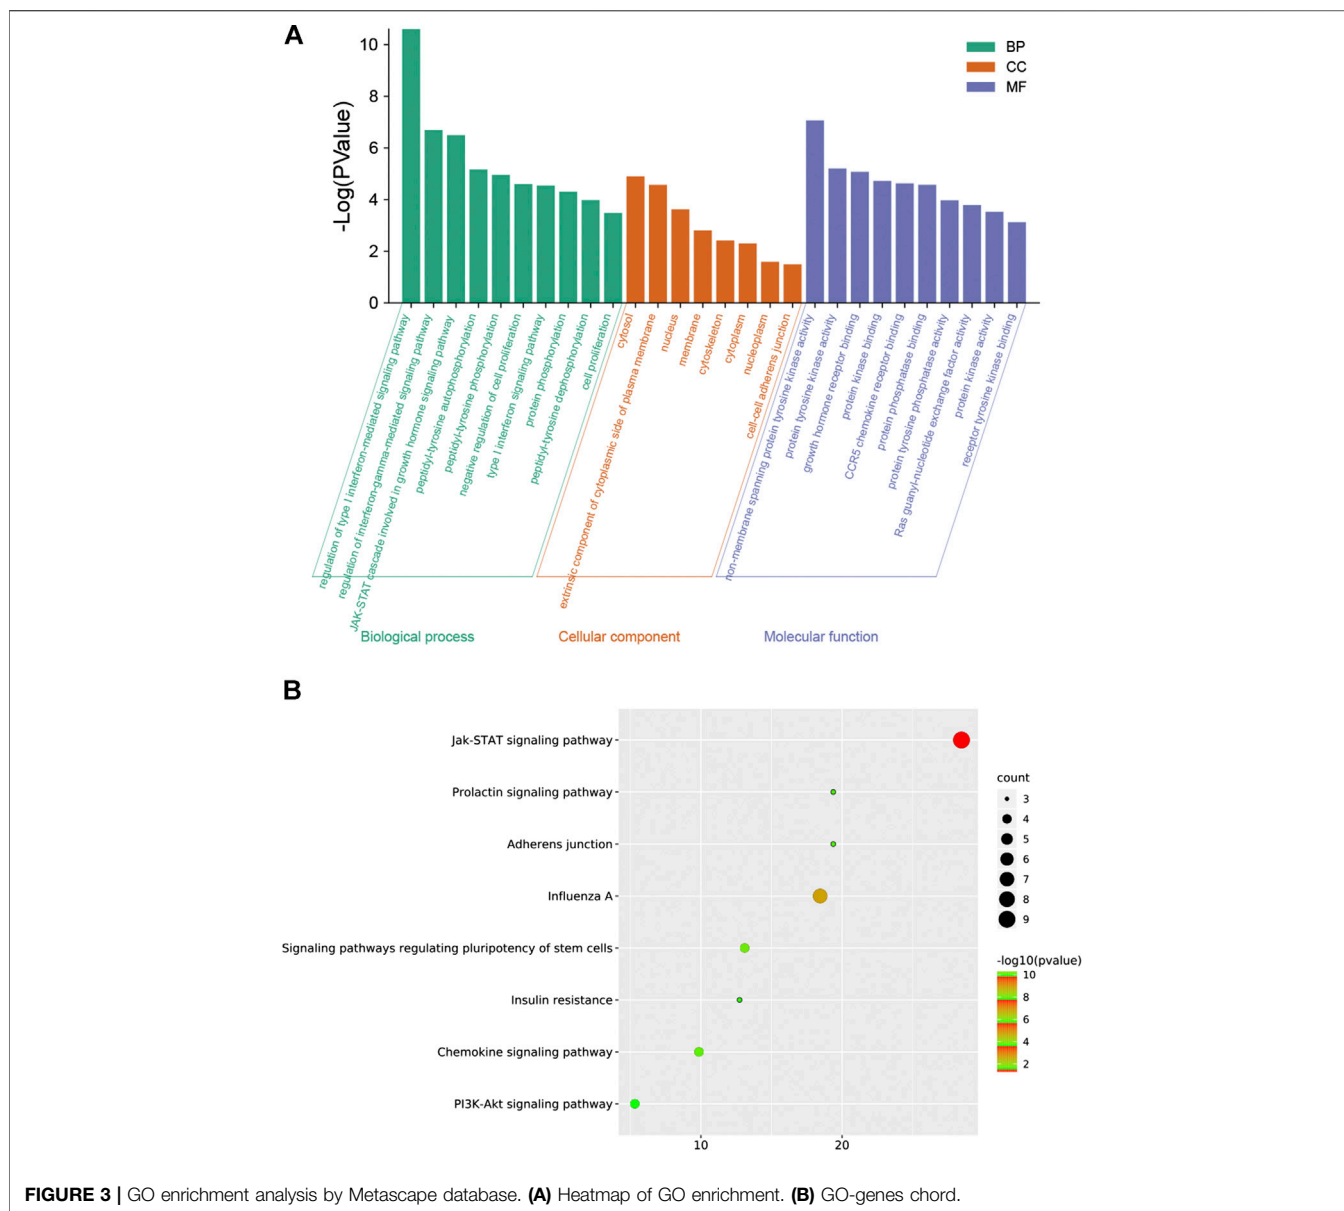 A
-Log(PValue)
10
8
6
4
2
0
BP
CC
MF
regulation of type I interferon-mediated signaling pathway
regulation of interferon-gamma-mediated signaling pathway
JAK-STAT cascade involved in growth hormone signaling pathway
peptidyl-tyrosine autophosphorylation
peptidyl-tyrosine phosphorylation
negative regulation of cell proliferation
type I interferon signaling pathway
protein phosphorylation
peptidyl-tyrosine dephosphorylation
cell proliferation
cytosol
extrinsic component of cytoplasmic side of plasma membrane
nucleus
membrane
cytoskeleton
cytoplasm
nucleoplasm
cell-cell adherens junction
non-membrane spanning protein tyrosine kinase activity
protein tyrosine kinase activity
growth hormone receptor binding
protein kinase binding
CCR5 chemokine receptor binding
protein phosphatase binding
protein tyrosine phosphatase activity
Ras guanyl-nucleotide exchange factor activity
protein kinase activity
receptor tyrosine kinase binding
Biological process
Cellular component
Molecular function
B
Jak-STAT signaling pathway
Prolactin signaling pathway
Adherens junction
Influenza A
Signaling pathways regulating pluripotency of stem cells
Insulin resistance
Chemokine signaling pathway
PI3K-Akt signaling pathway
10
20
count
3
4
5
6
7
8
9
-log10(pvalue)
10
8
6
4
2
FIGURE 3 | GO enrichment analysis by Metascape database. (A) Heatmap of GO enrichment. (B) GO-genes chord.